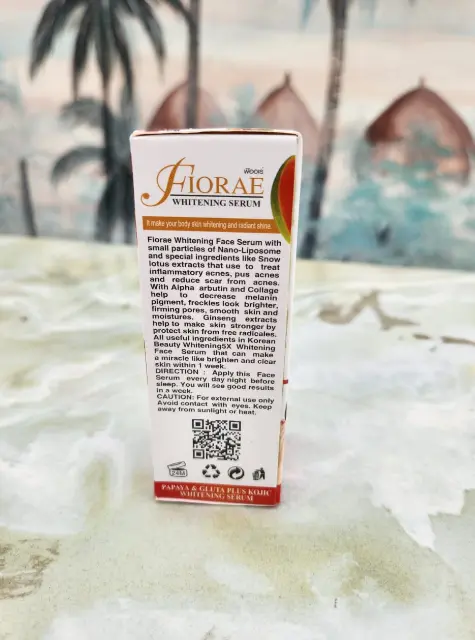 Woore
FIORAE
WHITENING SERUM
It make your body skin whitening and radiant shine.
Fiorae Whitening Face Serum with
small particles of Nano-Liposome
and special ingredients like Snow
lotus extracts that use to treat
inflammatory acnes, pus acnes
and reduce scar from acnes.
With Alpha arbutin and Collage
help to decrease melanin
pigment, freckles look brighter,
firming pores, smooth skin and
moistures. Ginseng extracts
help to make skin stronger by
protect skin from free radicales.
All useful ingredients in Korean
Beauty Whitening5X Whitening
Face Serum that can make
a miracle like brighten and clear
skin within 1 week.
DIRECTION : Apply this Face
Serum every day night before
sleep. You will see good results
in a week.
CAUTION: For external use only
Avoid contact with eyes. Keep
away from sunlight or heat.
PAPAYA & GLUTA PLUS KOJIC
WHITENING SERUM